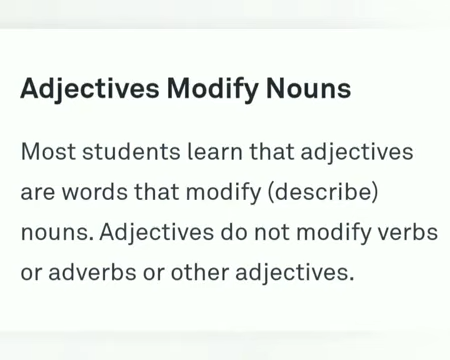 Adjectives Modify Nouns
Most students learn that adjectives
are words that modify (describe)
nouns. Adjectives do not modify verbs
or adverbs or other adjectives.